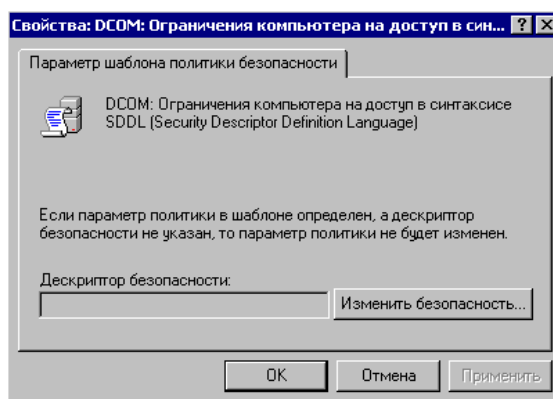 Свойства: DCOM: Ограничения компьютера на доступ в син...
Параметр шаблона политики безопасности
DCOM: Ограничения компьютера на доступ в синтаксисе
SDDL (Security Descriptor Definition Language)
Если параметр политики в шаблоне определен, а дескриптор
безопасности не указан, то параметр политики не будет изменен.
Дескриптор безопасности:
Изменить безопасность...
ОК Отмена Применить